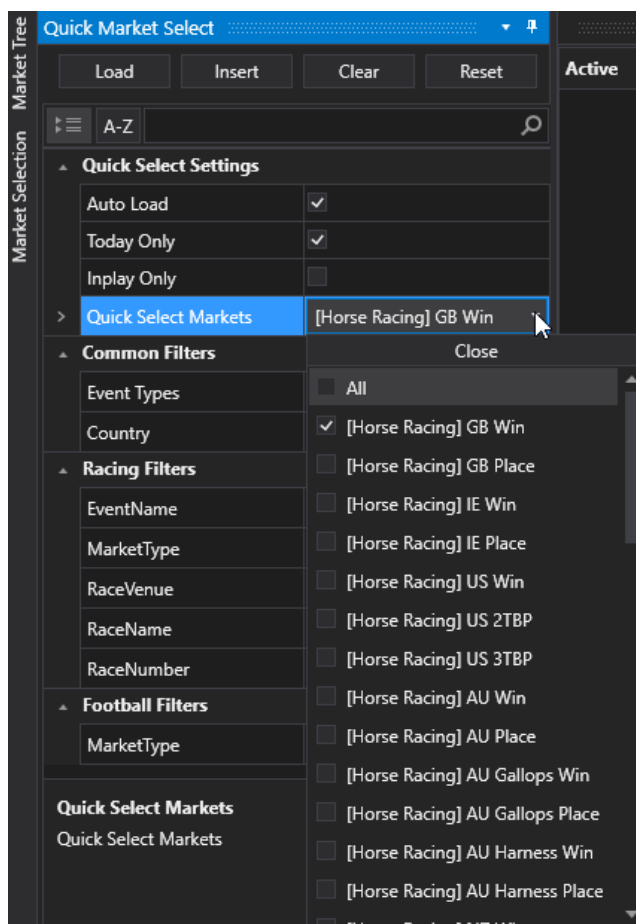 Market Tree
Market Selection
Quick Market Select
Load Insert Clear Reset
Active
A-Z
Quick Select Settings
Auto Load
Today Only
Inplay Only
Quick Select Markets [Horse Racing] GB Win
Close
Common Filters
Event Types
Country
Racing Filters
EventName
MarketType
RaceVenue
RaceName
RaceNumber
Football Filters
MarketType
Quick Select Markets
Quick Select Markets
All
[Horse Racing] GB Win
[Horse Racing] GB Place
[Horse Racing] IE Win
[Horse Racing] IE Place
[Horse Racing] US Win
[Horse Racing] US 2TBP
[Horse Racing] US 3TBP
[Horse Racing] AU Win
[Horse Racing] AU Place
[Horse Racing] AU Gallops Win
[Horse Racing] AU Gallops Place
[Horse Racing] AU Harness Win
[Horse Racing] AU Harness Place